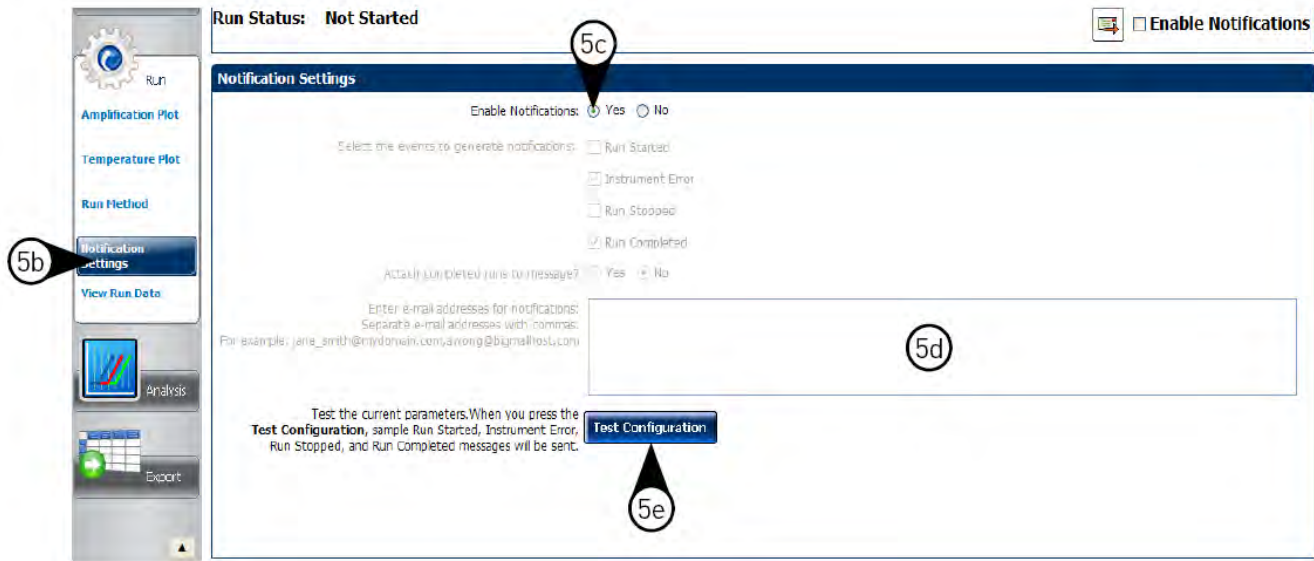 Run Status: Not Started
Enable Notifications
5c
Run
Notification Settings
Amplification Plot
Enable Notifications: Yes No
Select the events to generate notifications: Run Started
Temperature Plot
Instrument Error
Run Method
Run Stopped
Run Completed
5b
Notification
Settings
Attach completed runs to message? Yes No
View Run Data
Enter e-mail addresses for notifications:
Separate e-mail addresses with commas.
For example: jane_smith@mydomain.com,awong@bigmailhost.com
5d
Analysis
Test the current parameters.When you press the
Test Configuration, sample Run Started, Instrument Error,
Run Stopped, and Run Completed messages will be sent.
Test Configuration
Export
5e